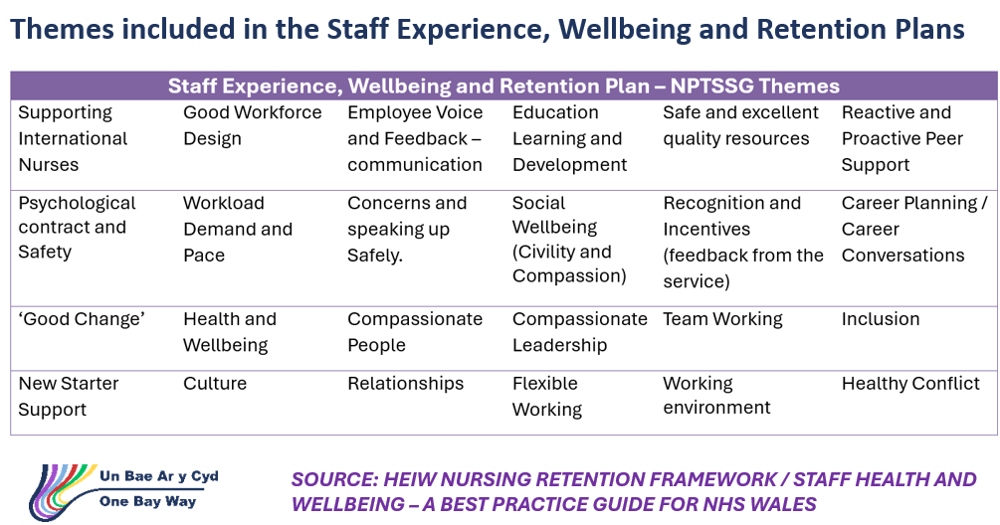 Themes included in the Staff Experience, Wellbeing and Retention Plans
Staff Experience, Wellbeing and Retention Plan – NPTSSG Themes
Supporting
International
Nurses
Good Workforce
Design
Employee Voice
and Feedback –
communication
Education
Learning and
Development
Safe and excellent
quality resources
Reactive and
Proactive Peer
Support
Psychological
contract and
Safety
Workload
Demand and
Pace
Concerns and
speaking up
Safely.
Social
Wellbeing
(Civility and
Compassion)
Recognition and
Incentives
(feedback from the
service)
Career Planning /
Career
Conversations
‘Good Change’
Health and
Wellbeing
Compassionate
People
Compassionate
Leadership
Team Working
Inclusion
New Starter
Support
Culture
Relationships
Flexible
Working
Working
environment
Healthy Conflict
Un Bae Ar y Cyd
One Bay Way
SOURCE: HEIW NURSING RETENTION FRAMEWORK / STAFF HEALTH AND
WELLBEING – A BEST PRACTICE GUIDE FOR NHS WALES